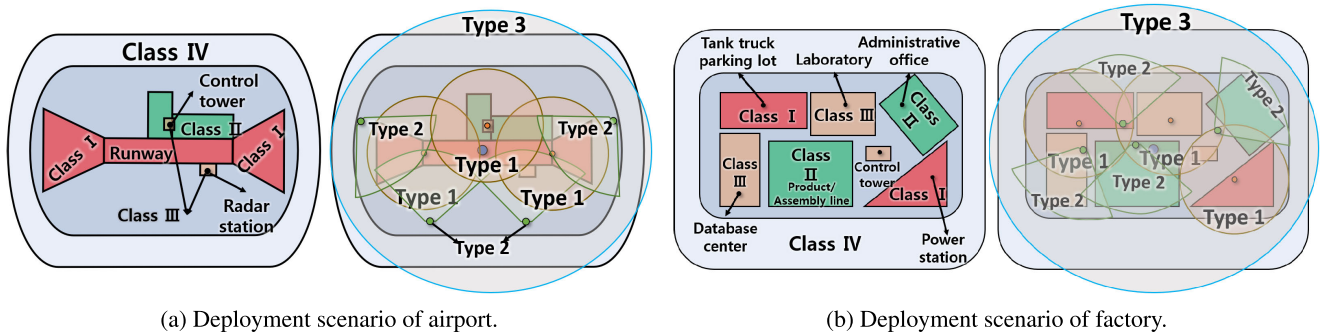 Class IV
Control
tower
Class II
Class I
Runway
Class I
Class III
Radar
station
Type 3
Type 2
Type 2
Type 1
Type 1
Type 1
Type 2
Tank truck
parking lot
Laboratory
Administrative
office
Class I
Class III
Class
II
Class
III
Class
II
Product/
Assembly line
Control
tower
Class I
Database
center
Class IV
Power
station
Type 3
Type 2
Type 2
Type 1
Type 1
Type 2
Type 2
Type 1
(a) Deployment scenario of airport.
(b) Deployment scenario of factory.